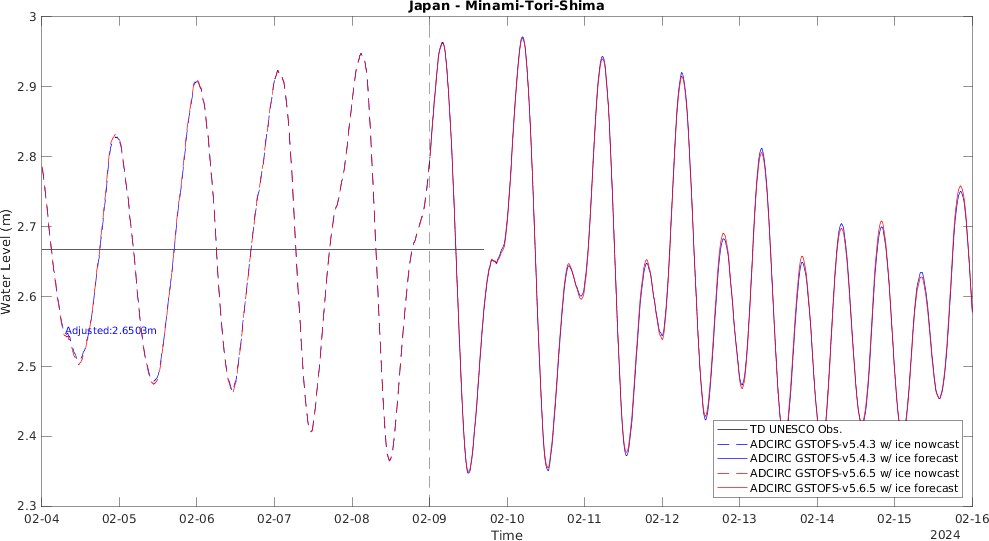 Japan - Minami-Tori-Shima
Water Level (m)
3
2.9
2.8
2.7
2.6
2.5
2.4
2.3
Adjusted:2.6503m
TD UNESCO Obs.
ADCIRC GSTOFS-v5.4.3 w/ ice nowcast
ADCIRC GSTOFS-v5.4.3 w/ ice forecast
ADCIRC GSTOFS-v5.6.5 w/ ice nowcast
ADCIRC GSTOFS-v5.6.5 w/ ice forecast
02-04 02-05 02-06 02-07 02-08 02-09 02-10 02-11 02-12 02-13 02-14 02-15 02-16
Time
2024